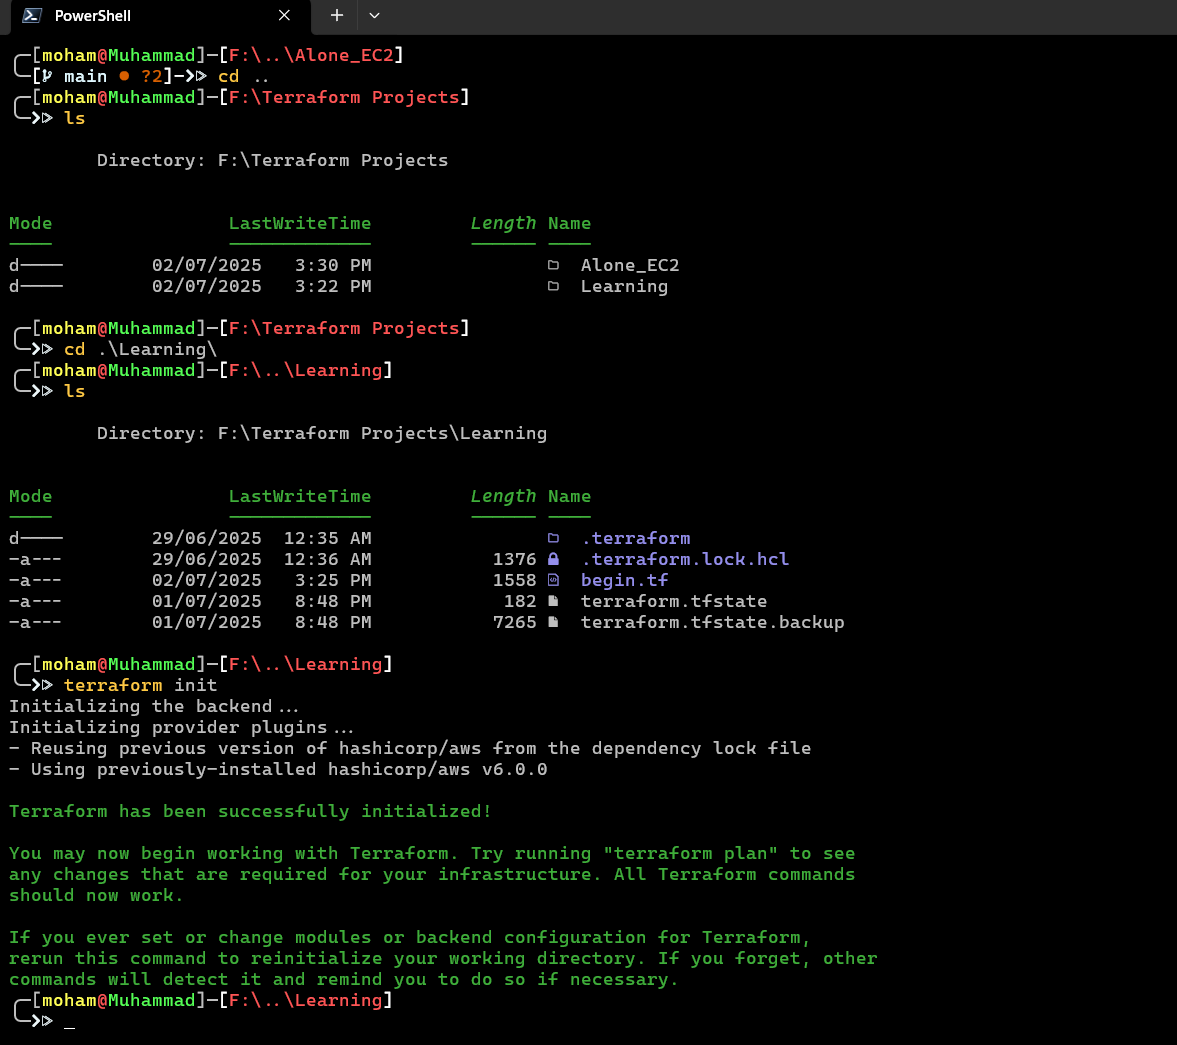 PowerShell
[moham@Muhammad]-[F:\..\Alone_EC2]
[main ● ?2]-> cd ..
[moham@Muhammad]-[F:\Terraform Projects]
> ls
Directory: F:\Terraform Projects
Mode LastWriteTime Length Name
d---- 02/07/2025 3:30 PM Alone_EC2
d---- 02/07/2025 3:22 PM Learning
[moham@Muhammad]-[F:\Terraform Projects]
> cd .\Learning\
[moham@Muhammad]-[F:\..\Learning]
> ls
Directory: F:\Terraform Projects\Learning
Mode LastWriteTime Length Name
d---- 29/06/2025 12:35 AM .terraform
-a--- 29/06/2025 12:36 AM 1376 .terraform.lock.hcl
-a--- 02/07/2025 3:25 PM 1558 begin.tf
-a--- 01/07/2025 8:48 PM 182 terraform.tfstate
-a--- 01/07/2025 8:48 PM 7265 terraform.tfstate.backup
[moham@Muhammad]-[F:\..\Learning]
> terraform init
Initializing the backend...
Initializing provider plugins...
- Reusing previous version of hashicorp/aws from the dependency lock file
- Using previously-installed hashicorp/aws v6.0.0
Terraform has been successfully initialized!
You may now begin working with Terraform. Try running "terraform plan" to see
any changes that are required for your infrastructure. All Terraform commands
should now work.
If you ever set or change modules or backend configuration for Terraform,
rerun this command to reinitialize your working directory. If you forget, other
commands will detect it and remind you to do so if necessary.
[moham@Muhammad]-[F:\..\Learning]
> _